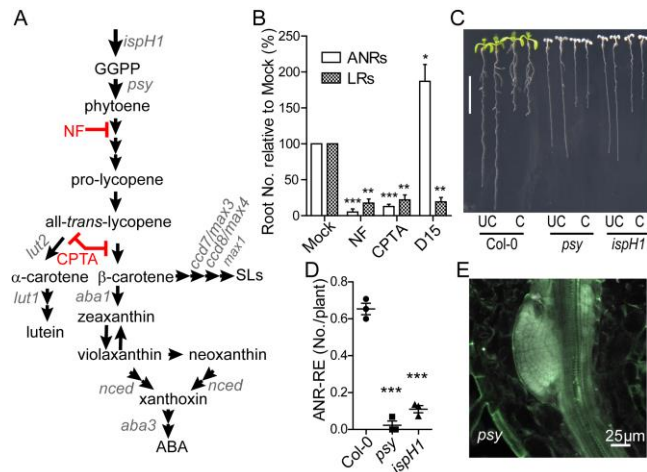 A
ispH1
GGPP
psy
phytoene
NF
pro-lycopene
all-trans-lycopene
lut2
CPTA
ccd7/max3
ccd8/max4
max1
α-carotene
β-carotene
SLs
lut1
aba1
lutein
zeaxanthin
violaxanthin
neoxanthin
nced
nced
xanthoxin
aba3
ABA
B
Root No. relative to Mock (%)
250
200
150
100
50
0
ANRs
LRs
*
***
**
***
**
**
Mock
NF
CPTA
D15
C
UC C UC C UC C
Col-0 psy ispH1
D
ANR-RE (No./plant)
0.8
0.6
0.4
0.2
0.0
***
***
Col-0
psy
ispH1
E
psy
25μm